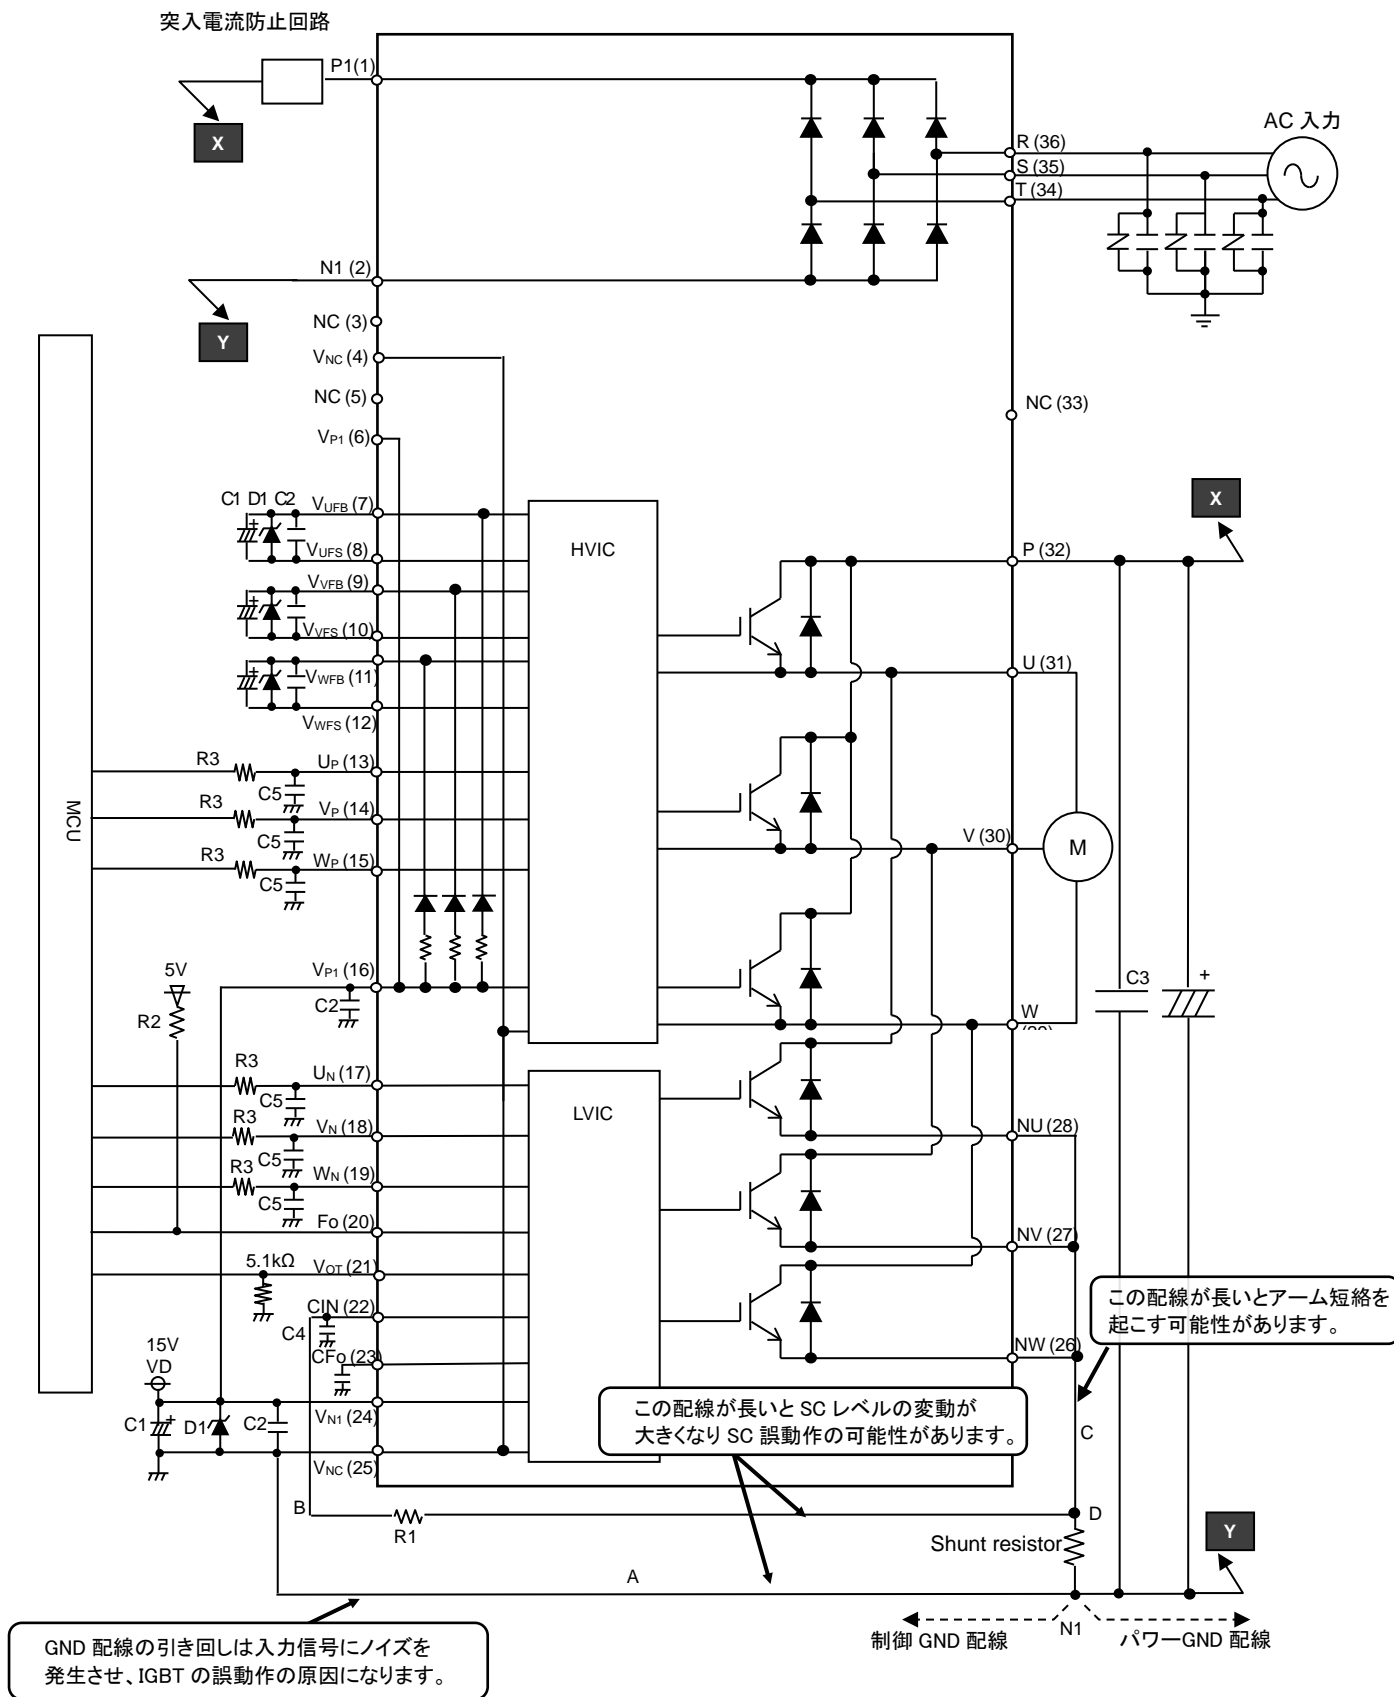 突入電流防止回路
P1(1)
X
AC 入力
R (36)
S (35)
T (34)
N1 (2)
Y
NC (3)
VNC (4)
NC (5)
NC (33)
VP1 (6)
X
C1 D1 C2
VUFB (7)
HVIC
VUFS (8)
P (32)
VVFB (9)
VVFS (10)
U (31)
VWFB (11)
VWFS (12)
R3
UP (13)
C5
R3
VP (14)
MCU
C5
V (30)
M
R3
WP (15)
C5
5V
VP1 (16)
C2
C3
+
R2
W
R3
UN (17)
C5
LVIC
R3
VN (18)
NU (28)
C5
R3
WN (19)
C5
Fo (20)
NV (27)
5.1kΩ
VOT (21)
この配線が長いとアーム短絡を
起こす可能性があります。
CIN (22)
C4
15V
VD
CFo (23)
NW (26)
この配線が長いと SC レベルの変動が
大きくなり SC 誤動作の可能性があります。
C1
+
D1
C2
VN1 (24)
C
VNC (25)
B
R1
D
Shunt resistor
Y
A
制御 GND 配線
N1
パワーGND 配線
GND 配線の引き回しは入力信号にノイズを
発生させ、IGBT の誤動作の原因になります。